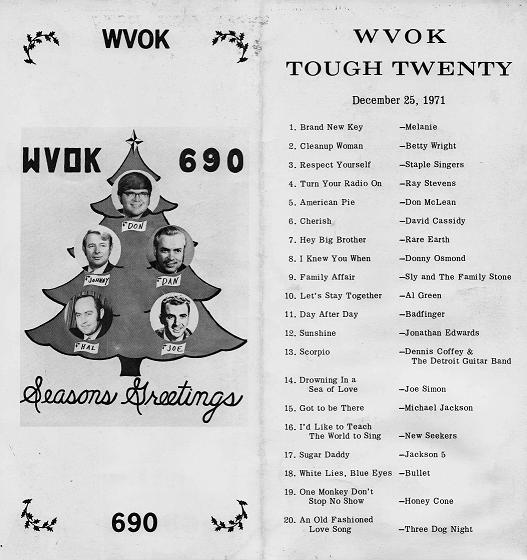 WVOK
WVOK 690
DON
JOHNNY
DAN
HAL
JOE
Seasons Greetings
690
WVOK
TOUGH TWENTY
December 25, 1971
1. Brand New Key —Melanie
2. Cleanup Woman —Betty Wright
3. Respect Yourself —Staple Singers
4. Turn Your Radio On —Ray Stevens
5. American Pie —Don McLean
6. Cherish —David Cassidy
7. Hey Big Brother —Rare Earth
8. I Knew You When —Donny Osmond
9. Family Affair —Sly and The Family Stone
10. Let's Stay Together —Al Green
11. Day After Day —Badfinger
12. Sunshine —Jonathan Edwards
13. Scorpio —Dennis Coffey &
The Detroit Guitar Band
14. Drowning In a
Sea of Love —Joe Simon
15. Got to be There —Michael Jackson
16. I'd Like to Teach
The World to Sing —New Seekers
17. Sugar Daddy —Jackson 5
18. White Lies, Blue Eyes —Bullet
19. One Monkey Don't
Stop No Show —Honey Cone
20. An Old Fashioned
Love Song —Three Dog Night